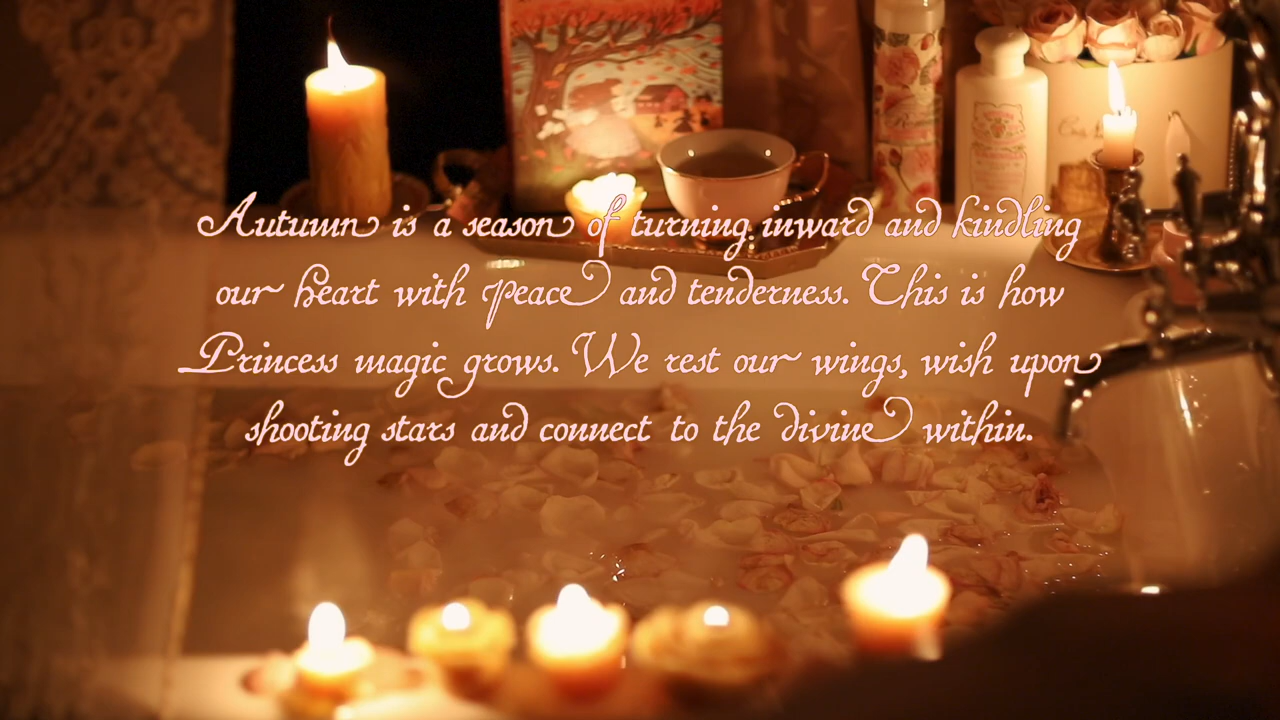 Autumn is a season of turning inward and kindling
our heart with peace and tenderness. This is how
Princess magic grows. We rest our wings, wish upon
shooting stars and connect to the divine within.